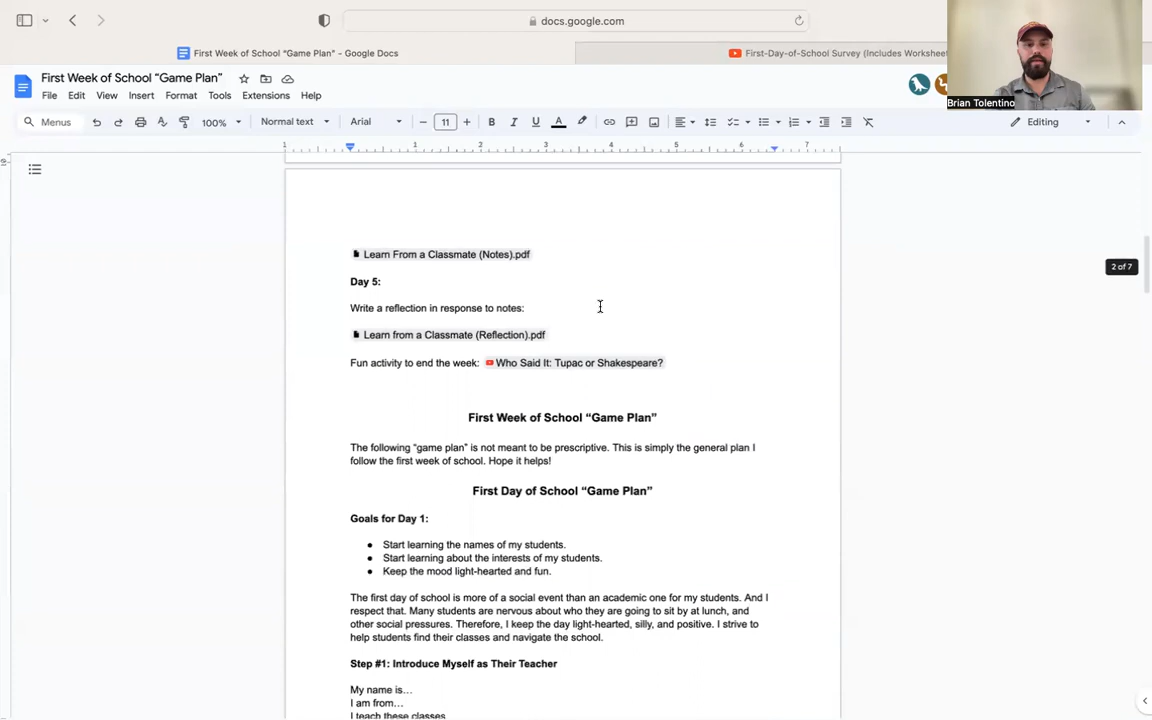 docs.google.com
First Week of School “Game Plan” - Google Docs
First-Day-of-School Survey (Includes Workshee
First Week of School “Game Plan”
File Edit View Insert Format Tools Extensions Help
Brian Tolentino
Menus 100% Normal text Arial 11 B I U A Editing
1 1 2 3 4 5 6 7
Learn From a Classmate (Notes).pdf
2 of 7
Day 5:
Write a reflection in response to notes:
Learn from a Classmate (Reflection).pdf
Fun activity to end the week: Who Said It: Tupac or Shakespeare?
First Week of School “Game Plan”
The following “game plan” is not meant to be prescriptive. This is simply the general plan I
follow the first week of school. Hope it helps!
First Day of School “Game Plan”
Goals for Day 1:
● Start learning the names of my students.
● Start learning about the interests of my students.
● Keep the mood light-hearted and fun.
The first day of school is more of a social event than an academic one for my students. And I
respect that. Many students are nervous about who they are going to sit by at lunch, and
other social pressures. Therefore, I keep the day light-hearted, silly, and positive. I strive to
help students find their classes and navigate the school.
Step #1: Introduce Myself as Their Teacher
My name is…
I am from…
I teach these classes